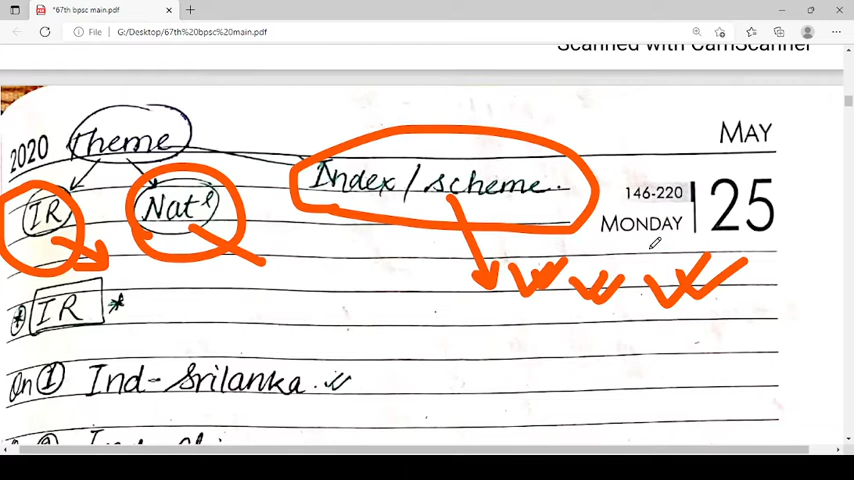 *67th bpsc main.pdf
File G:/Desktop/67th%20bpsc%20main.pdf
Scanned with CamScanner
2020 Theme MAY
IR Natl Index/scheme.
146-220
MONDAY 25
* IR *
Qn ① Ind-Srilanka.